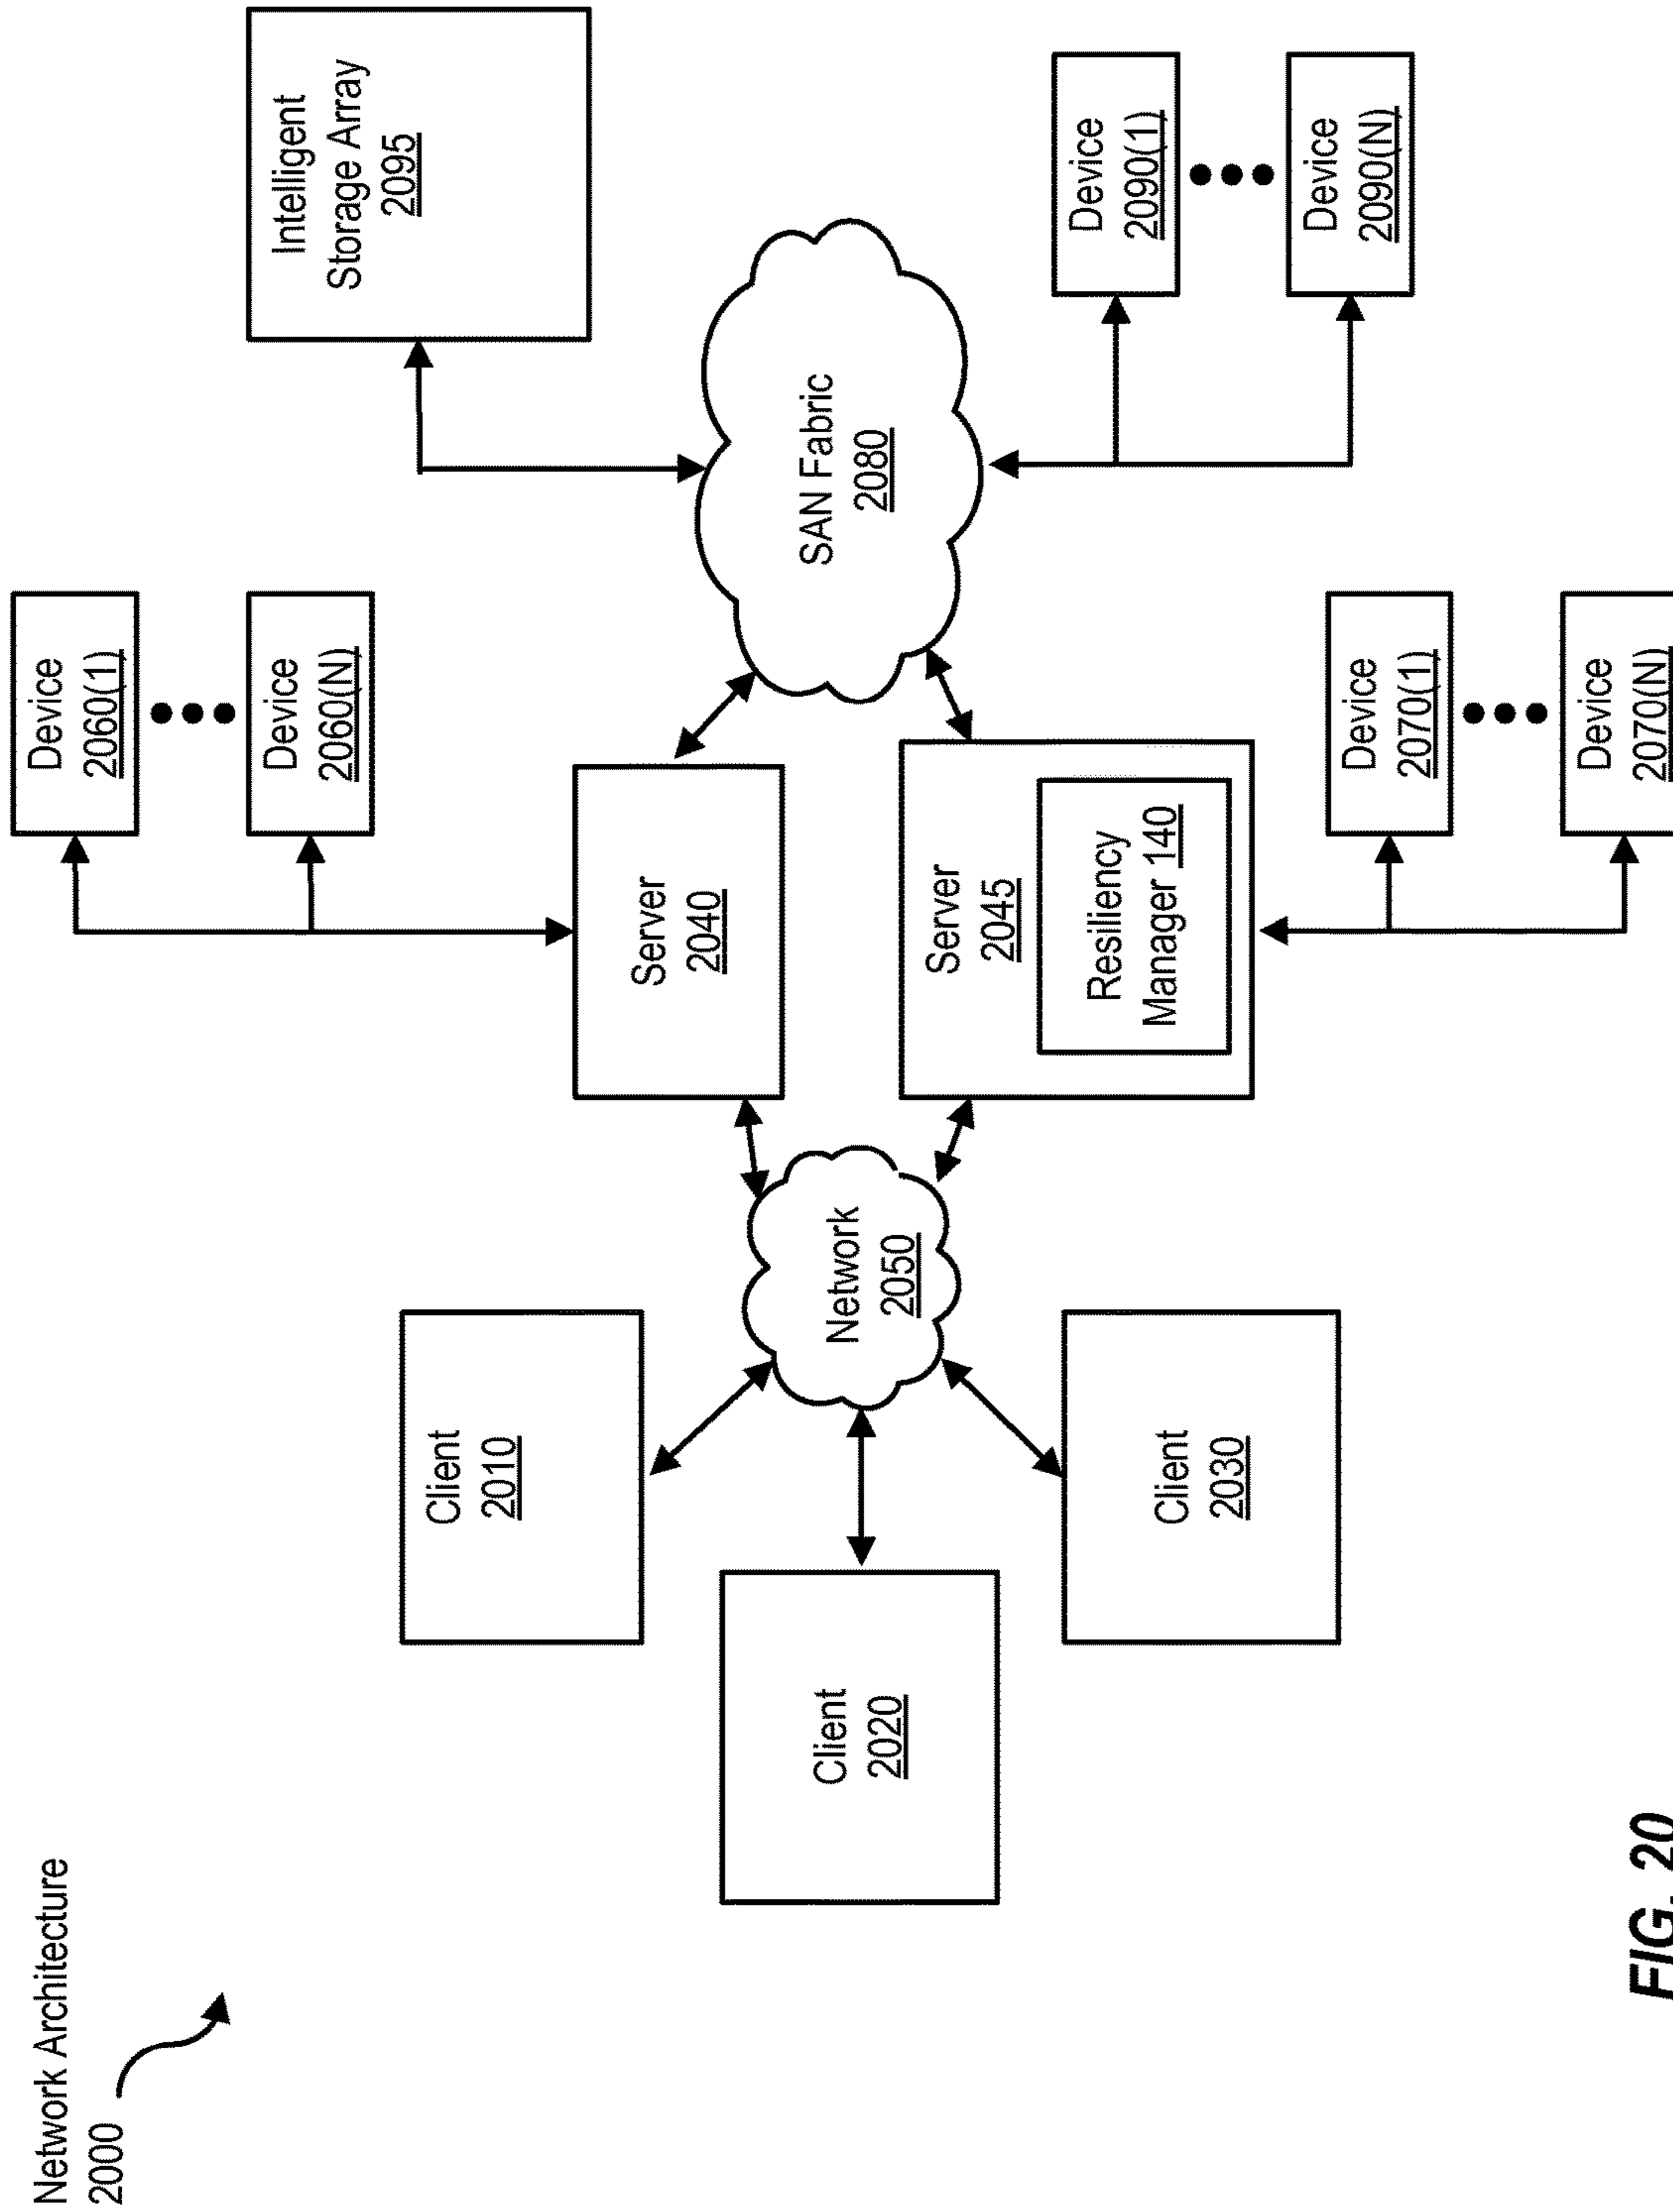 Network Architecture
2000
Device
2060(1)
Device
2060(N)
Intelligent
Storage Array
2095
Client
2010
Server
2040
Client
2020
Network
2050
SAN Fabric
2080
Server
2045
Resiliency
Manager 140
Client
2030
Device
2090(1)
Device
2090(N)
Device
2070(1)
Device
2070(N)
FIG. 20